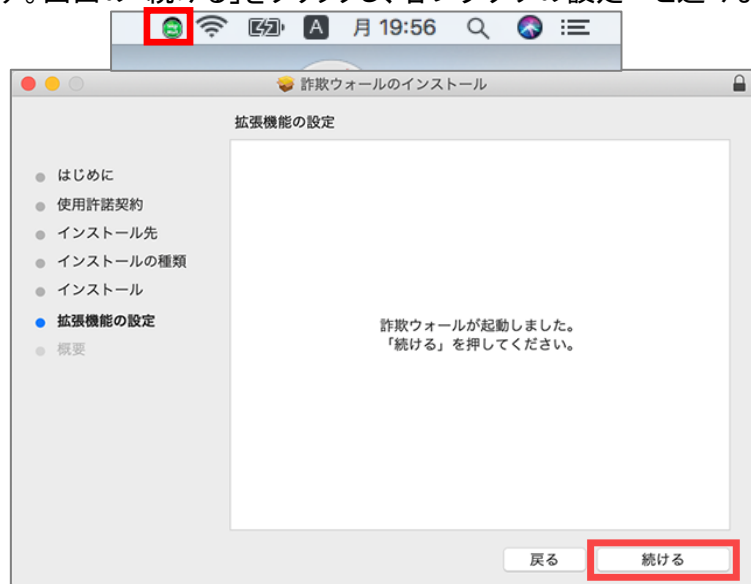 月 19:56
A
詐欺ウォールのインストール
拡張機能の設定
はじめに
使用許諾契約
インストール先
インストールの種類
インストール
拡張機能の設定
概要
詐欺ウォールが起動しました。
「続ける」を押してください。
戻る
続ける